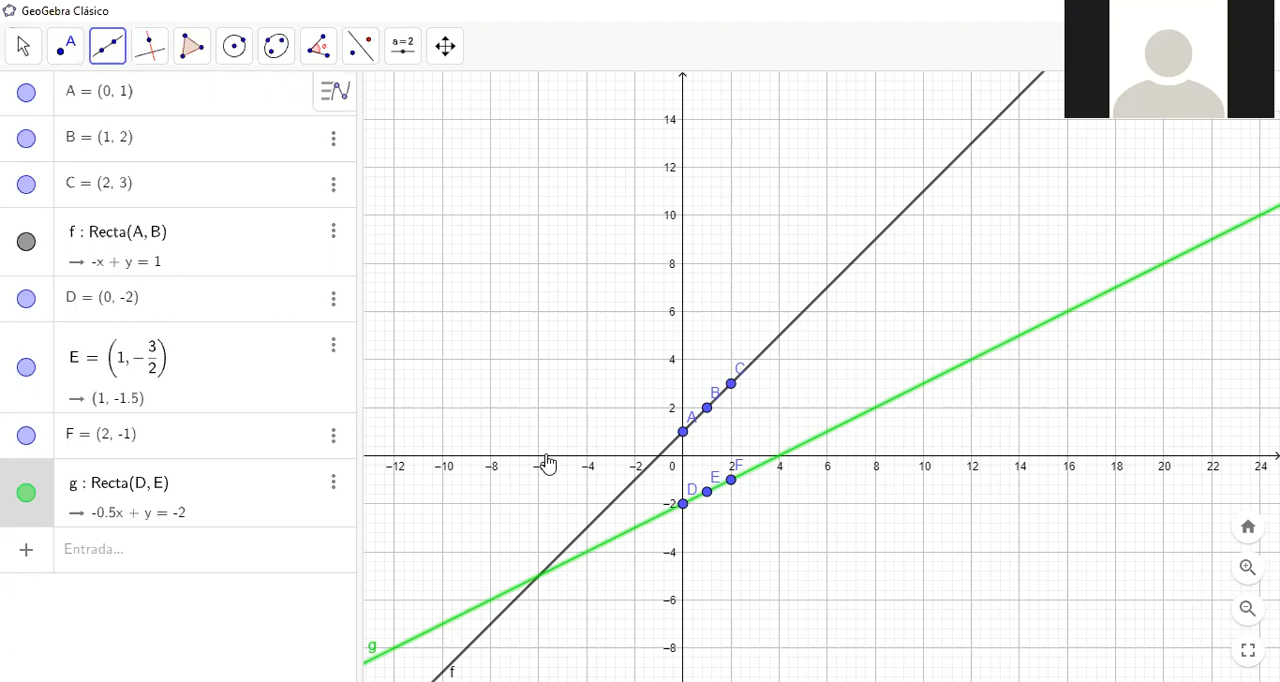 GeoGebra Clásico
A
a=2
A = (0, 1)
B = (1, 2)
C = (2, 3)
f : Recta(A, B)
→ -x + y = 1
D = (0, -2)
E = (1, -3/2)
→ (1, -1.5)
F = (2, -1)
g : Recta(D, E)
→ -0.5x + y = -2
+ Entrada...
14
12
10
8
6
4
2
0
−2
−4
−6
−8
−12 −10 −8 −4 −2 2 4 6 8 10 12 14 16 18 20 22 24
A
B
C
D
E
F
g
f